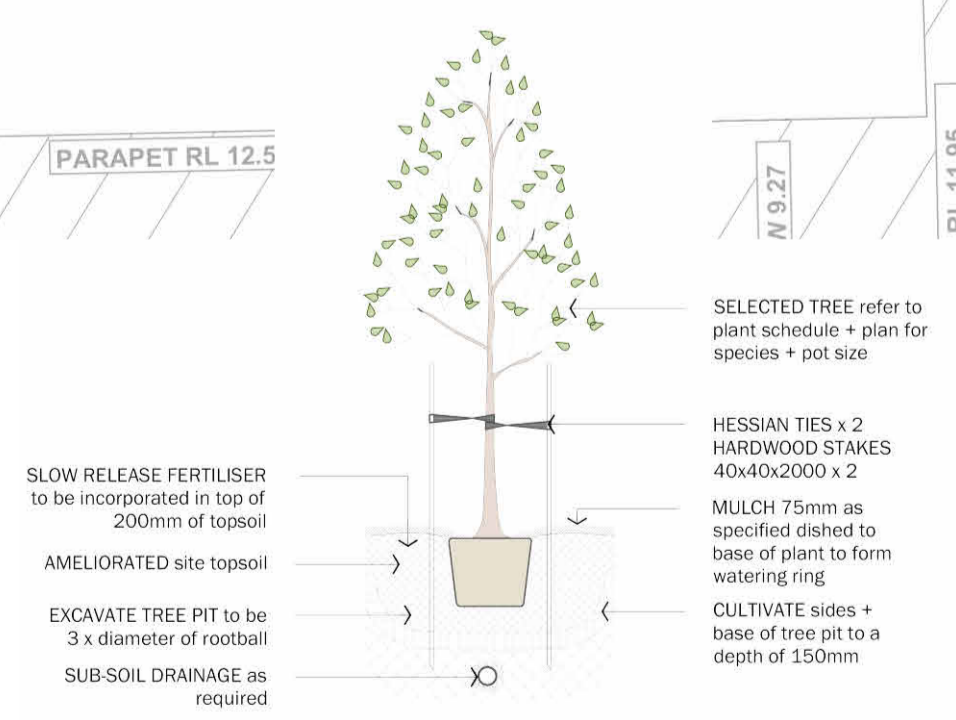 PARAPET RL 12.5
W 9.27
RL 11.95
SELECTED TREE refer to
plant schedule + plan for
species + pot size
HESSIAN TIES x 2
HARDWOOD STAKES
40x40x2000 x 2
SLOW RELEASE FERTILISER
to be incorporated in top of
200mm of topsoil
MULCH 75mm as
specified dished to
base of plant to form
watering ring
AMELIORATED site topsoil
EXCAVATE TREE PIT to be
3 x diameter of rootball
CULTIVATE sides +
base of tree pit to a
depth of 150mm
SUB-SOIL DRAINAGE as
required